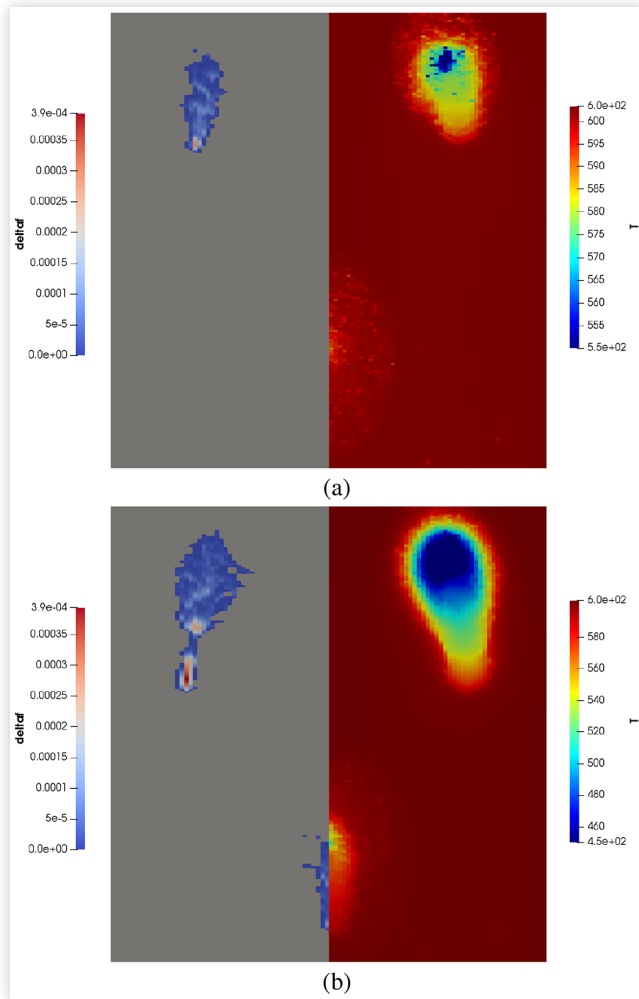 3.9e-04
0.00035
0.0003
0.00025
0.0002
0.00015
0.0001
5e-5
0.0e+00
deltaf
6.0e+02
600
595
590
585
580
575
570
565
560
555
5.5e+02
T
(a)
3.9e-04
0.00035
0.0003
0.00025
0.0002
0.00015
0.0001
5e-5
0.0e+00
deltaf
6.0e+02
580
560
540
520
500
480
460
4.5e+02
T
(b)